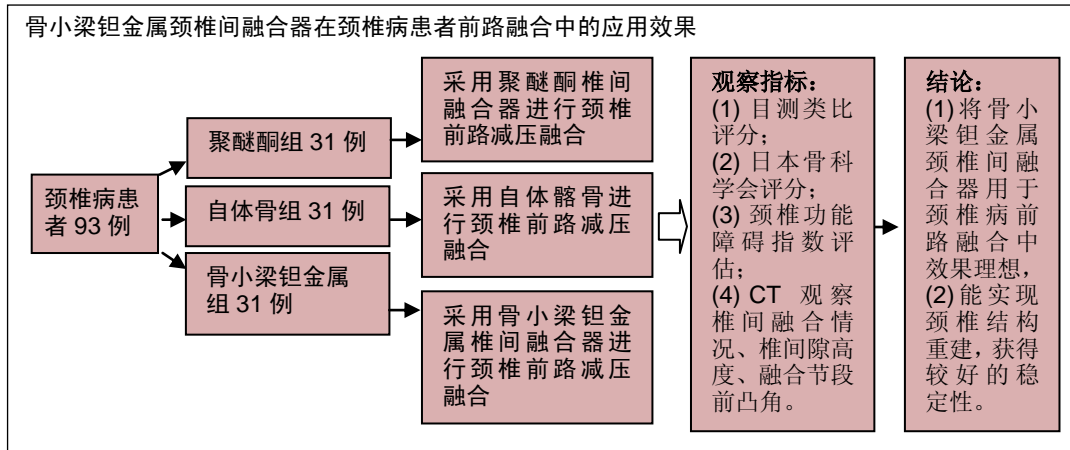 骨小梁钽金属颈椎间融合器在颈椎病患者前路融合中的应用效果
颈椎病患
者 93 例
聚醚酮组 31 例
自体骨组 31 例
骨小梁钽金属
组 31 例
采用聚醚酮椎间
融合器进行颈椎
前路减压融合
采用自体髂骨进
行颈椎前路减压
融合
采用骨小梁钽金
属椎间融合器进
行颈椎前路减压
融合
观察指标：
(1) 目测类比
评分；
(2) 日本骨科
学会评分；
(3) 颈椎功能
障碍指数评
估；
(4) CT 观察
椎间融合情
况、椎间隙高
度、融合节段
前凸角。
结论：
(1) 将骨小
梁钽金属
颈椎间融
合器用于
颈椎病前
路融合中
效果理想，
(2) 能实现
颈椎结构
重建，获得
较好的稳
定性。